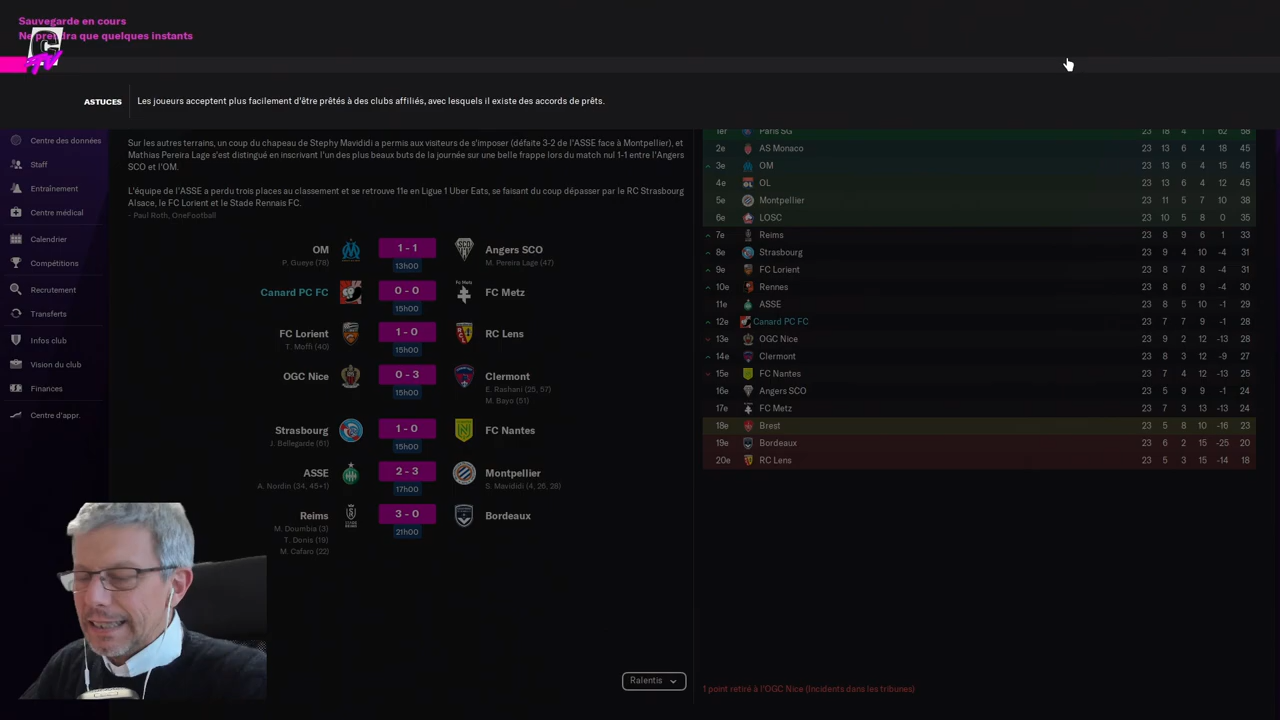 Sauvegarde en cours
Ne prendra que quelques instants
C TV
ASTUCES Les joueurs acceptent plus facilement d'être prêtés à des clubs affiliés, avec lesquels il existe des accords de prêts.
Centre des données
Staff
Entraînement
Centre médical
Calendrier
Compétitions
Recrutement
Transferts
Infos club
Vision du club
Finances
Centre d'appr.
Sur les autres terrains, un coup du chapeau de Stephy Mavididi a permis aux visiteurs de s'imposer (défaite 3-2 de l'ASSE face à Montpellier), et
Mathias Pereira Lage s'est distingué en inscrivant l'un des plus beaux buts de la journée sur une belle frappe lors du match nul 1-1 entre l'Angers
SCO et l'OM.
L'équipe de l'ASSE a perdu trois places au classement et se retrouve 11e en Ligue 1 Uber Eats, se faisant du coup dépasser par le RC Strasbourg
Alsace, le FC Lorient et le Stade Rennais FC.
- Paul Roth, OneFootball
OM 1 - 1 Angers SCO
P. Gueye (78) 13h00 M. Pereira Lage (47)
Canard PC FC 0 - 0 FC Metz
15h00
FC Lorient 1 - 0 RC Lens
T. Moffi (40) 15h00
OGC Nice 0 - 3 Clermont
15h00 E. Rashani (25, 57)
M. Bayo (51)
Strasbourg 1 - 0 FC Nantes
J. Bellegarde (61) 15h00
ASSE 2 - 3 Montpellier
A. Nordin (34, 45+1) 17h00 S. Mavididi (4, 26, 28)
Reims 3 - 0 Bordeaux
M. Doumbia (3) 21h00
T. Donis (19)
M. Cafaro (22)
Ralentis
1er Paris SG 23 18 4 1 62 58
2e AS Monaco 23 13 6 4 18 45
3e OM 23 13 6 4 15 45
4e OL 23 13 6 4 12 45
5e Montpellier 23 11 5 7 10 38
6e LOSC 23 10 5 8 0 35
7e Reims 23 8 9 6 1 33
8e Strasbourg 23 9 4 10 -4 31
9e FC Lorient 23 8 7 8 -4 31
10e Rennes 23 8 6 9 -4 30
11e ASSE 23 8 5 10 -1 29
12e Canard PC FC 23 7 7 9 -1 28
13e OGC Nice 23 9 2 12 -13 28
14e Clermont 23 8 3 12 -9 27
15e FC Nantes 23 7 4 12 -13 25
16e Angers SCO 23 5 9 9 -1 24
17e FC Metz 23 7 3 13 -13 24
18e Brest 23 5 8 10 -16 23
19e Bordeaux 23 6 2 15 -25 20
20e RC Lens 23 5 3 15 -14 18
1 point retiré à l'OGC Nice (Incidents dans les tribunes)